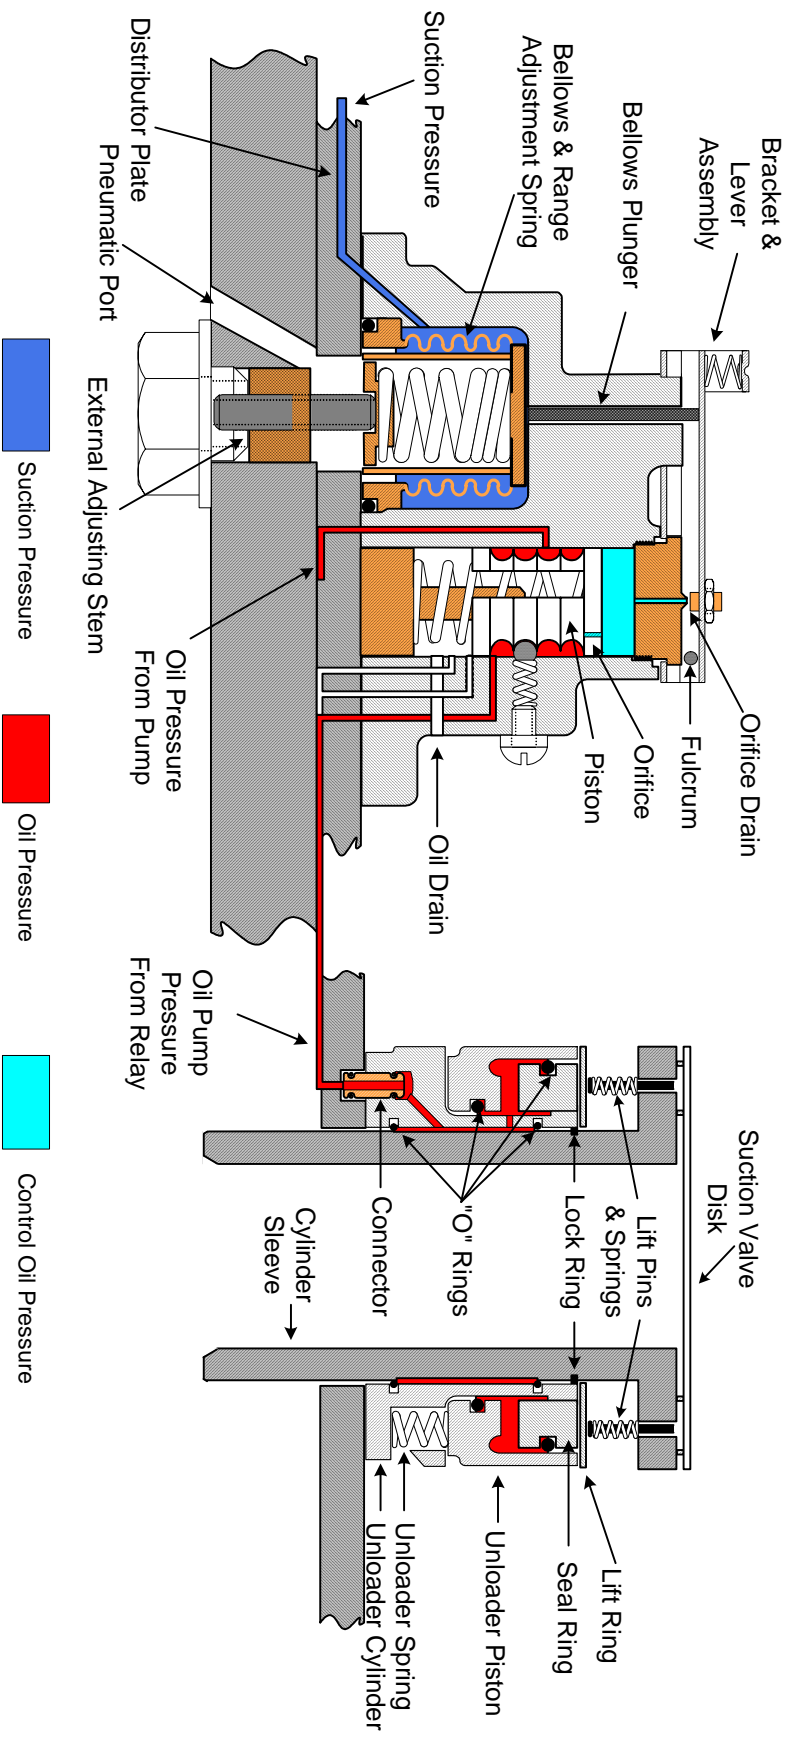 Bracket &
Lever
Assembly
Bellows Plunger
Bellows & Range
Adjustment Spring
Suction Pressure
Distributor Plate
Pneumatic Port
External Adjusting Stem
Oil Pressure
From Pump
Orifice Drain
Fulcrum
Orifice
Piston
Oil Drain
Oil Pump
Pressure
From Relay
Suction Valve
Disk
Lift Pins
& Springs
Lock Ring
"O" Rings
Connector
Cylinder
Sleeve
Lift Ring
Seal Ring
Unloader Piston
Unloader Spring
Unloader Cylinder
Suction Pressure
Oil Pressure
Control Oil Pressure